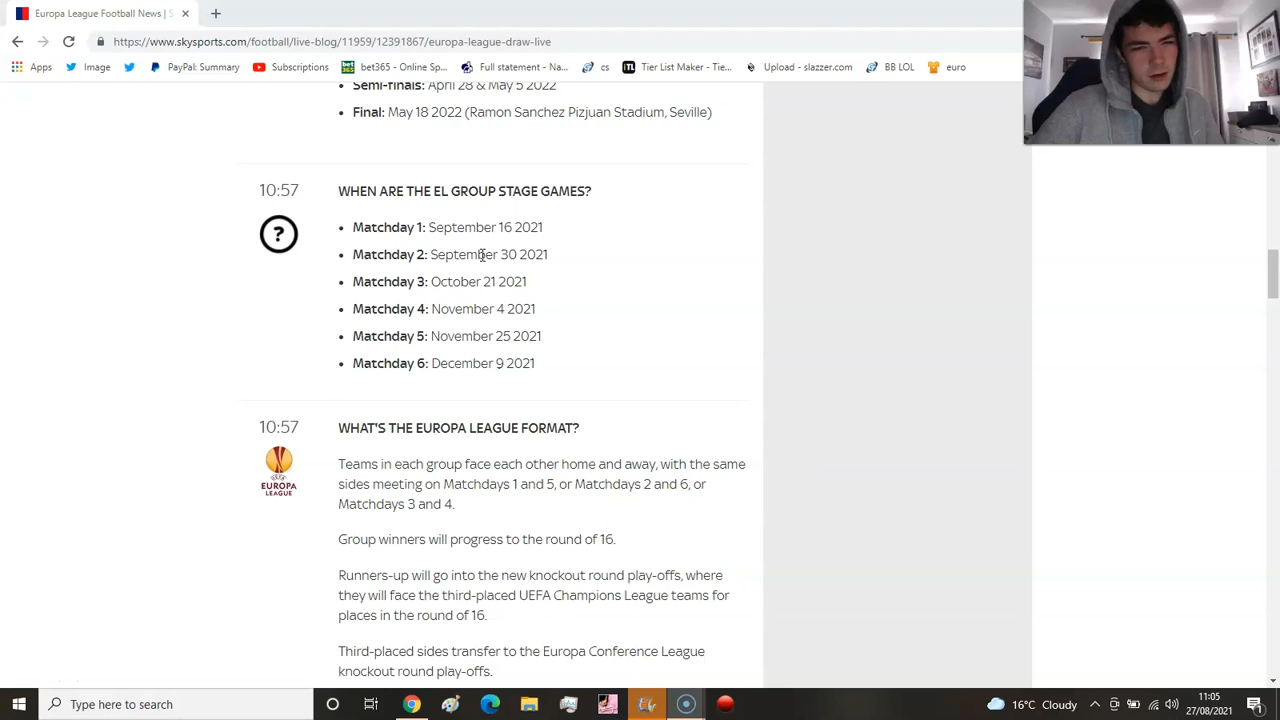 Europa League Football News | S
https://www.skysports.com/football/live-blog/11959/12391867/europa-league-draw-live
Apps Image PayPal: Summary Subscriptions bet365 - Online Sp... Full statement - Na... cs Tier List Maker - Tie... Upload - slazzer.com BB LOL euro
Semi-finals: April 28 & May 5 2022
Final: May 18 2022 (Ramon Sanchez Pizjuan Stadium, Seville)
10:57 WHEN ARE THE EL GROUP STAGE GAMES?
?
Matchday 1: September 16 2021
Matchday 2: September 30 2021
Matchday 3: October 21 2021
Matchday 4: November 4 2021
Matchday 5: November 25 2021
Matchday 6: December 9 2021
10:57 WHAT'S THE EUROPA LEAGUE FORMAT?
EUROPA
LEAGUE
Teams in each group face each other home and away, with the same
sides meeting on Matchdays 1 and 5, or Matchdays 2 and 6, or
Matchdays 3 and 4.
Group winners will progress to the round of 16.
Runners-up will go into the new knockout round play-offs, where
they will face the third-placed UEFA Champions League teams for
places in the round of 16.
Third-placed sides transfer to the Europa Conference League
knockout round play-offs.
Type here to search
16°C Cloudy
11:05
27/08/2021